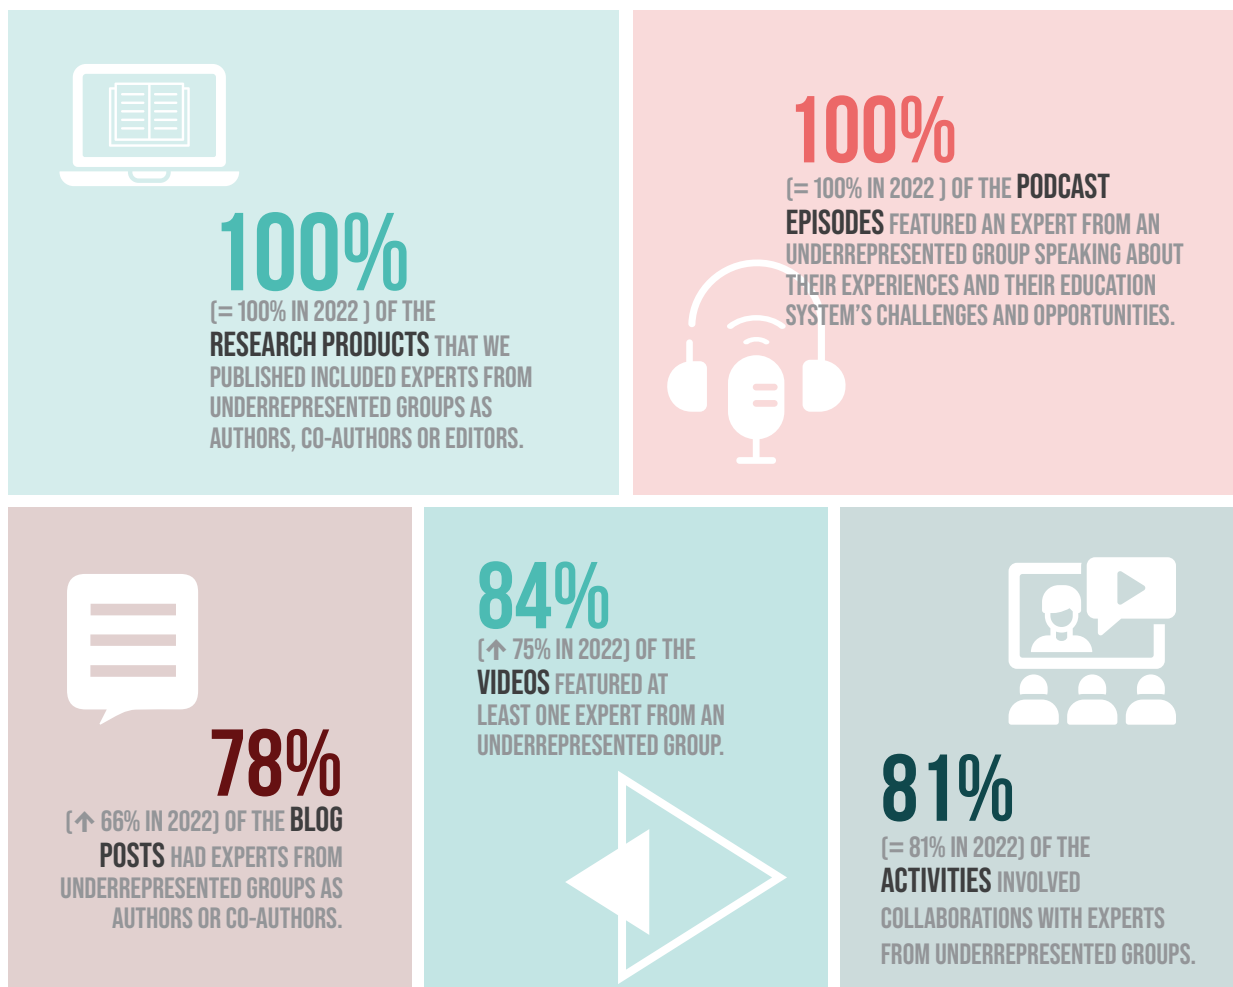 100%
(= 100% IN 2022 ) OF THE
RESEARCH PRODUCTS THAT WE
PUBLISHED INCLUDED EXPERTS FROM
UNDERREPRESENTED GROUPS AS
AUTHORS, CO-AUTHORS OR EDITORS.
100%
(= 100% IN 2022 ) OF THE PODCAST
EPISODES FEATURED AN EXPERT FROM AN
UNDERREPRESENTED GROUP SPEAKING ABOUT
THEIR EXPERIENCES AND THEIR EDUCATION
SYSTEM'S CHALLENGES AND OPPORTUNITIES.
78%
(↑ 66% IN 2022) OF THE BLOG
POSTS HAD EXPERTS FROM
UNDERREPRESENTED GROUPS AS
AUTHORS OR CO-AUTHORS.
84%
(↑ 75% IN 2022) OF THE
VIDEOS FEATURED AT
LEAST ONE EXPERT FROM AN
UNDERREPRESENTED GROUP.
81%
(= 81% IN 2022) OF THE
ACTIVITIES INVOLVED
COLLABORATIONS WITH EXPERTS
FROM UNDERREPRESENTED GROUPS.